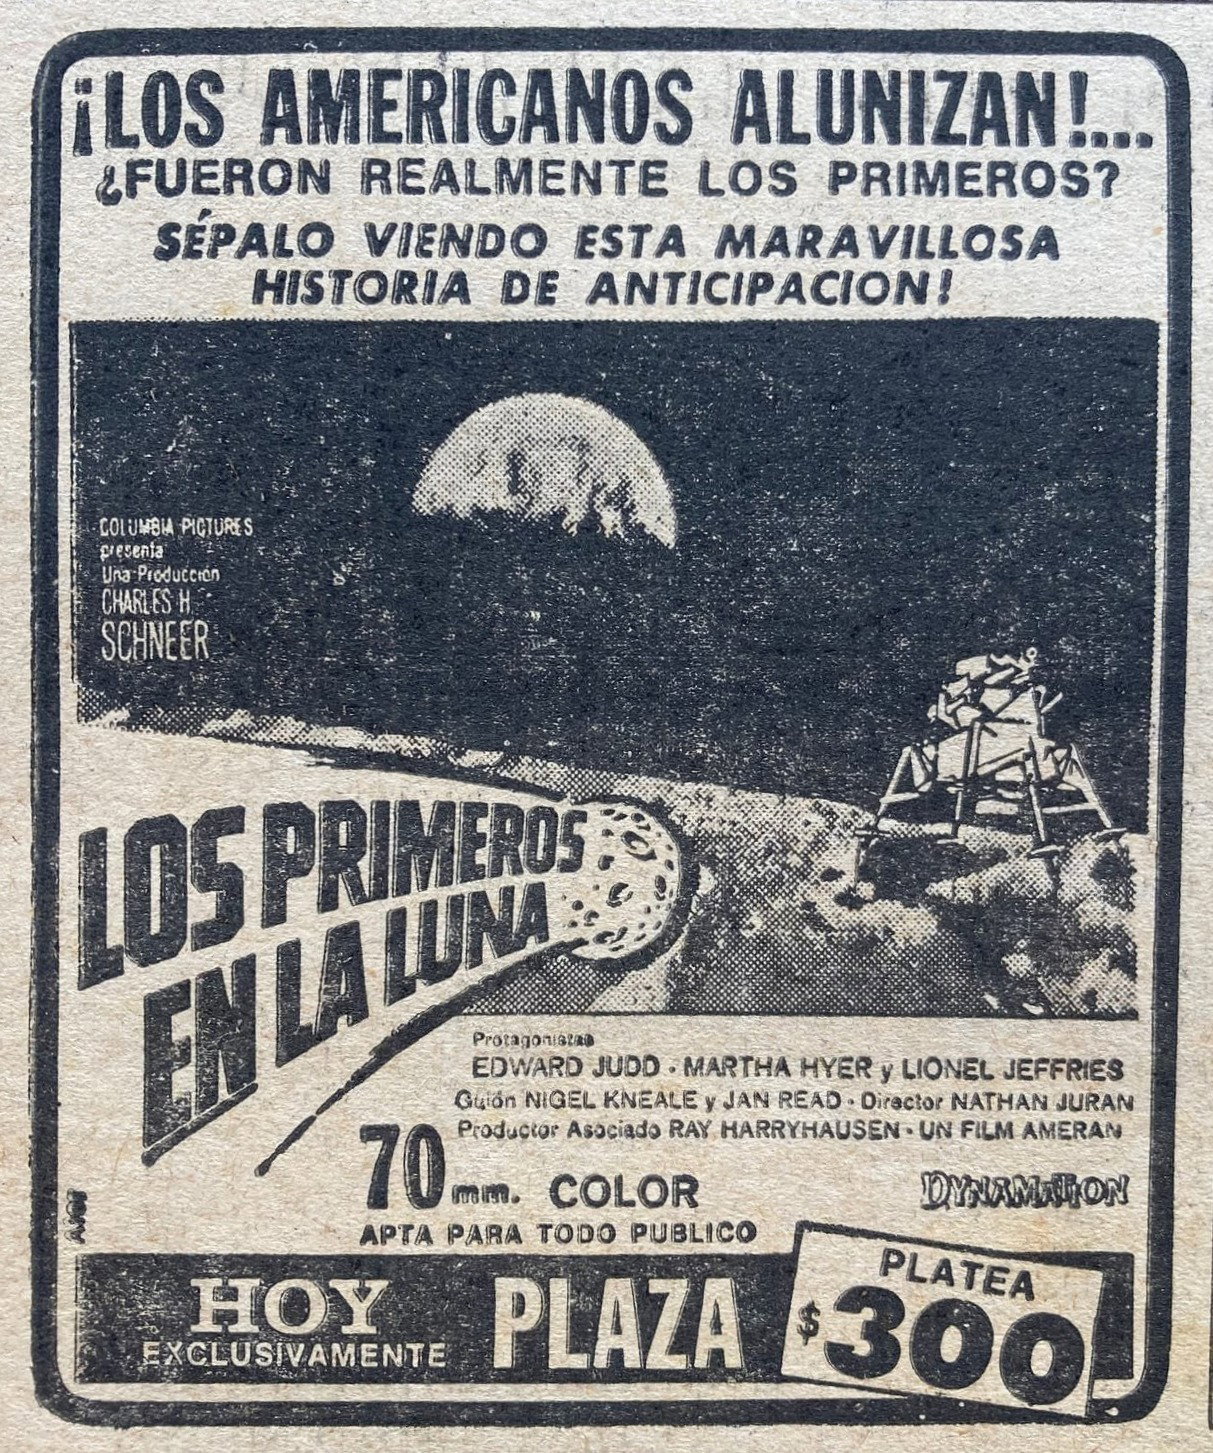 ¡LOS AMERICANOS ALUNIZAN!...
¿FUERON REALMENTE LOS PRIMEROS?
SÉPALO VIENDO ESTA MARAVILLOSA
HISTORIA DE ANTICIPACION!
COLUMBIA PICTURES
presenta
Una Producción
CHARLES H
SCHNEER
LOS PRIMEROS
EN LA LUNA
Protagonistas
EDWARD JUDD · MARTHA HYER y LIONEL JEFFRIES
Guión NIGEL KNEALE y JAN READ · Director NATHAN JURAN
Productor Asociado RAY HARRYHAUSEN · UN FILM AMERAN
70 mm. COLOR
DYNAMATION
APTA PARA TODO PUBLICO
HOY
EXCLUSIVAMENTE
PLAZA
PLATEA
$300